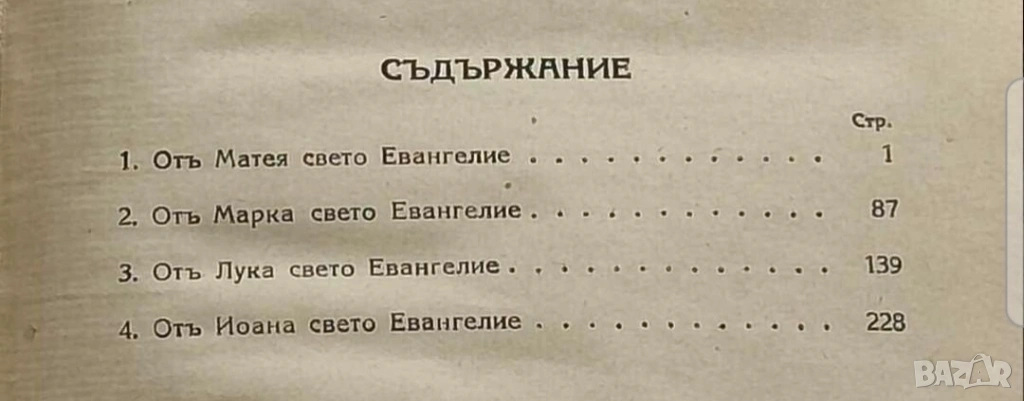 СЪДЪРЖАНИЕ
Стр.
1. Отъ Матея свето Евангелие . . . . . . . . . . . . 1
2. Отъ Марка свето Евангелие . . . . . . . . . . . . 87
3. Отъ Лука свето Евангелие . . . . . . . . . . . . . 139
4. Отъ Иоана свето Евангелие . . . . . . . . . . . . 228
BAZAR